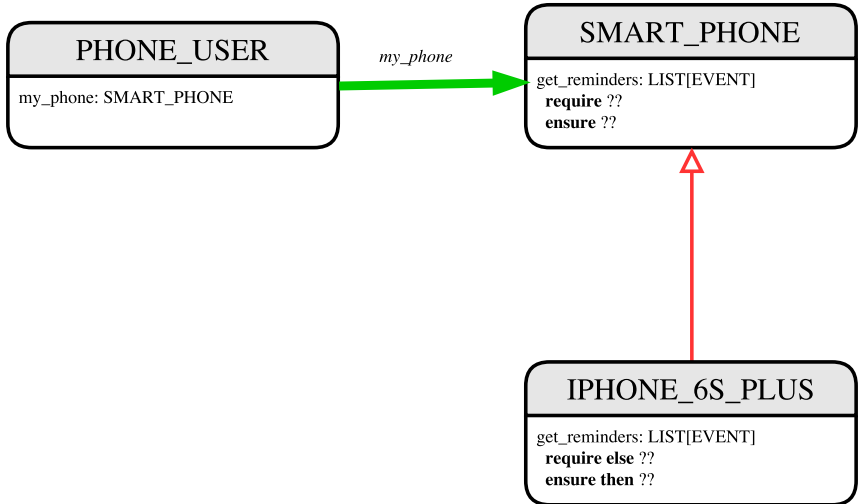 PHONE_USER
my_phone: SMART_PHONE
my_phone
SMART_PHONE
get_reminders: LIST[EVENT]
require ??
ensure ??
IPHONE_6S_PLUS
get_reminders: LIST[EVENT]
require else ??
ensure then ??